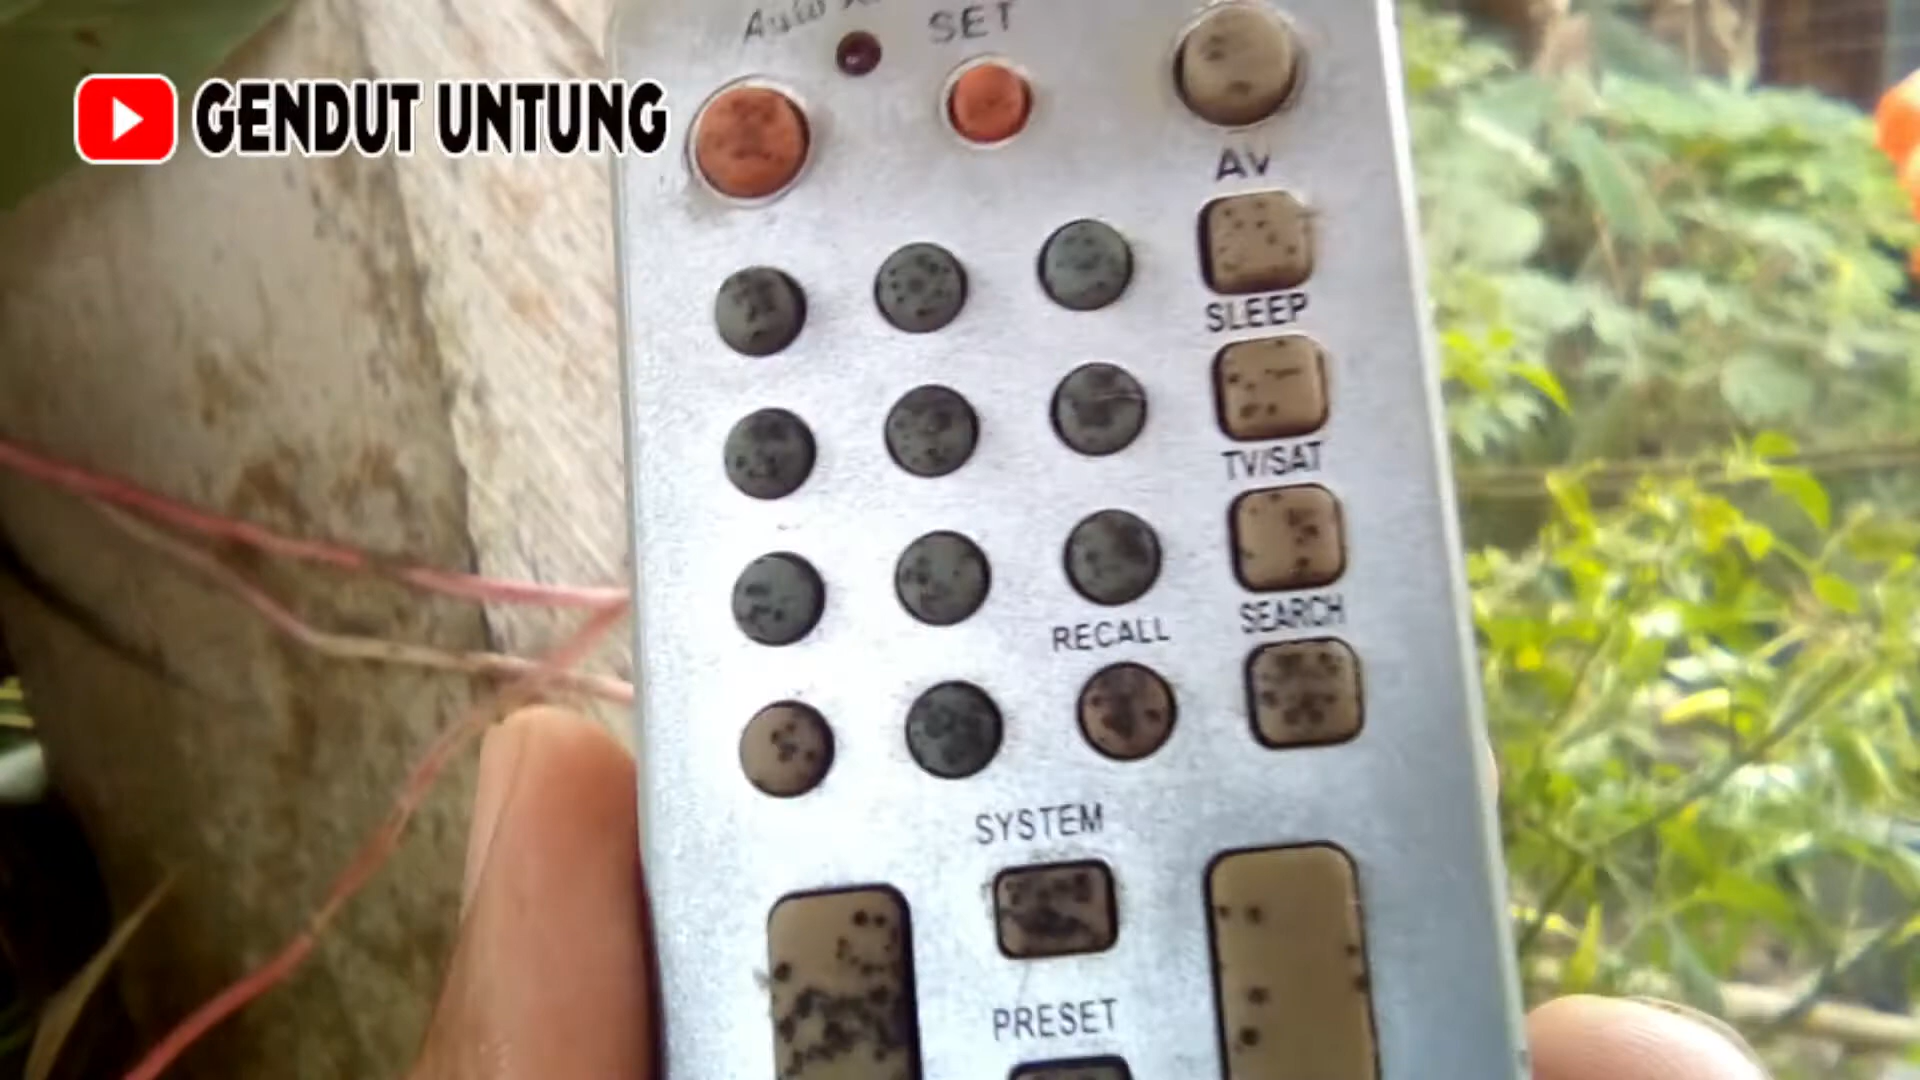 SET
GENDUT UNTUNG
AV
SLEEP
TV/SAT
SEARCH
RECALL
SYSTEM
PRESET